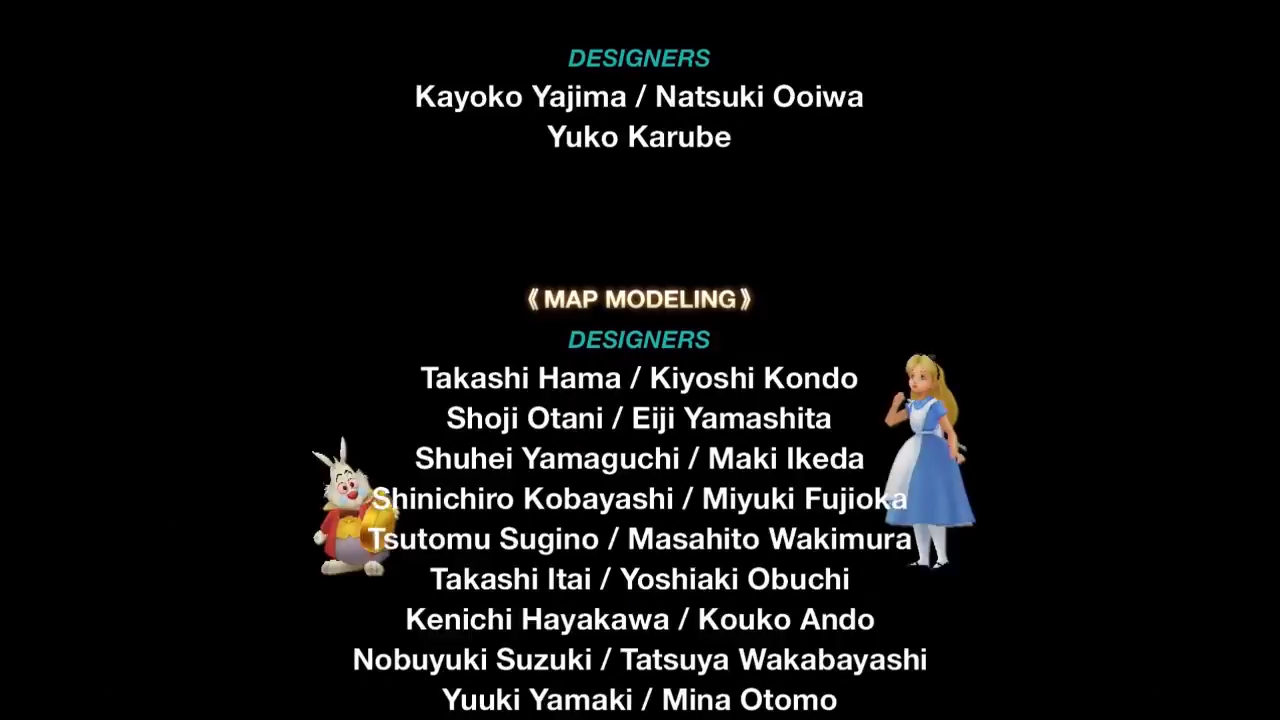 DESIGNERS
Kayoko Yajima / Natsuki Ooiwa
Yuko Karube
《MAP MODELING》
DESIGNERS
Takashi Hama / Kiyoshi Kondo
Shoji Otani / Eiji Yamashita
Shuhei Yamaguchi / Maki Ikeda
Shinichiro Kobayashi / Miyuki Fujioka
Tsutomu Sugino / Masahito Wakimura
Takashi Itai / Yoshiaki Obuchi
Kenichi Hayakawa / Kouko Ando
Nobuyuki Suzuki / Tatsuya Wakabayashi
Yuuki Yamaki / Mina Otomo